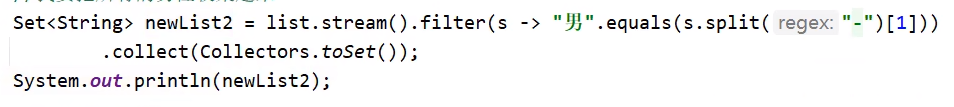 Set<String> newList2 = list.stream().filter(s -> "男".equals(s.split( regex: "-")[1]))
.collect(Collectors.toSet());
System.out.println(newList2);